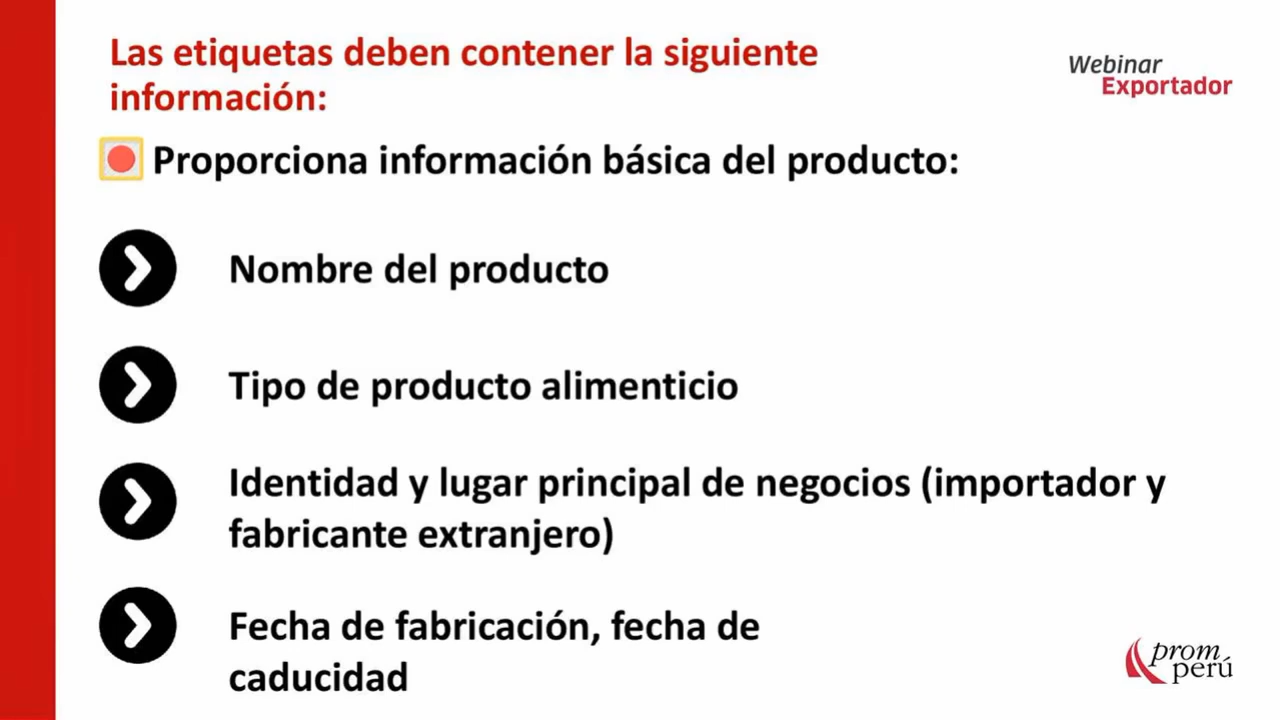 Las etiquetas deben contener la siguiente
información:
Webinar
Exportador
Proporciona información básica del producto:
Nombre del producto
Tipo de producto alimenticio
Identidad y lugar principal de negocios (importador y
fabricante extranjero)
Fecha de fabricación, fecha de
caducidad
prom
perú